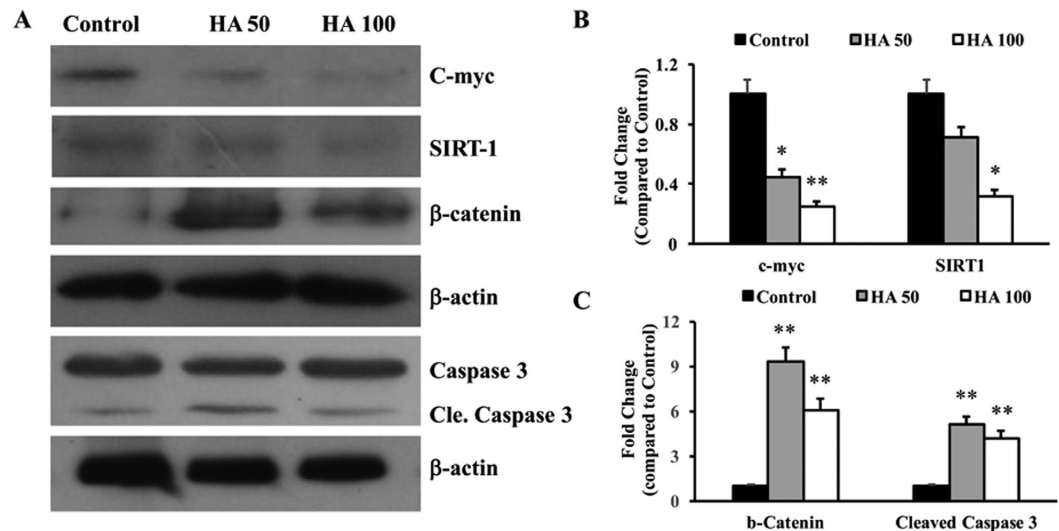 A
Control HA 50 HA 100
C-myc
SIRT-1
β-catenin
β-actin
Caspase 3
Cle. Caspase 3
β-actin
B
Control HA 50 HA 100
Fold Change
(Compared to Control)
1.2
0.8
0.4
0
*
**
*
c-myc SIRT1
C
Control HA 50 HA 100
Fold Change
(compared to Control)
12
9
6
3
0
**
**
**
**
b-Catenin Cleaved Caspase 3